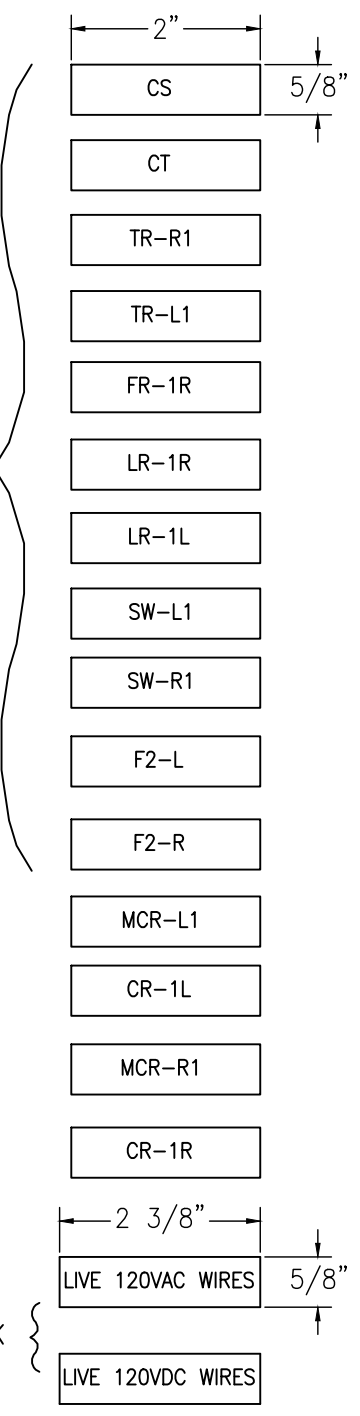 2"
CS
5/8"
CT
TR-R1
TR-L1
FR-1R
LR-1R
LR-1L
SW-L1
SW-R1
F2-L
F2-R
MCR-L1
CR-1L
MCR-R1
CR-1R
2 3/8"
LIVE 120VAC WIRES
5/8"
LIVE 120VDC WIRES